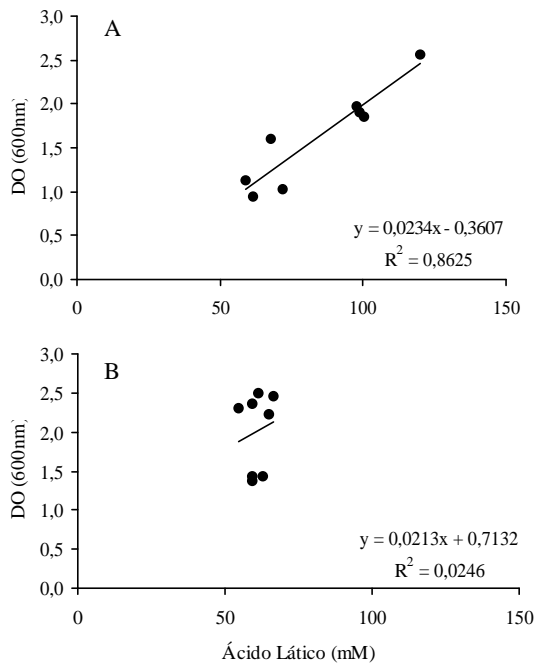 A
3,0
2,5
2,0
1,5
1,0
0,5
0,0
DO (600nm)
y = 0,0234x - 0,3607
R² = 0,8625
0 50 100 150
B
3,0
2,5
2,0
1,5
1,0
0,5
0,0
DO (600nm)
y = 0,0213x + 0,7132
R² = 0,0246
0 50 100 150
Ácido Lático (mM)